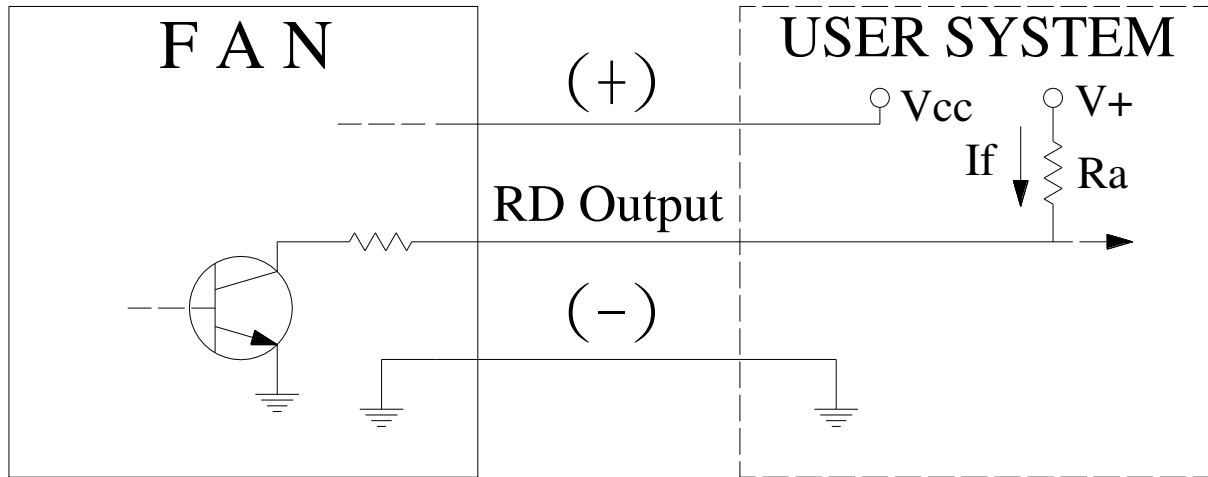 F A N
USER SYSTEM
(+)
Vcc
V+
If
Ra
RD Output
(-)